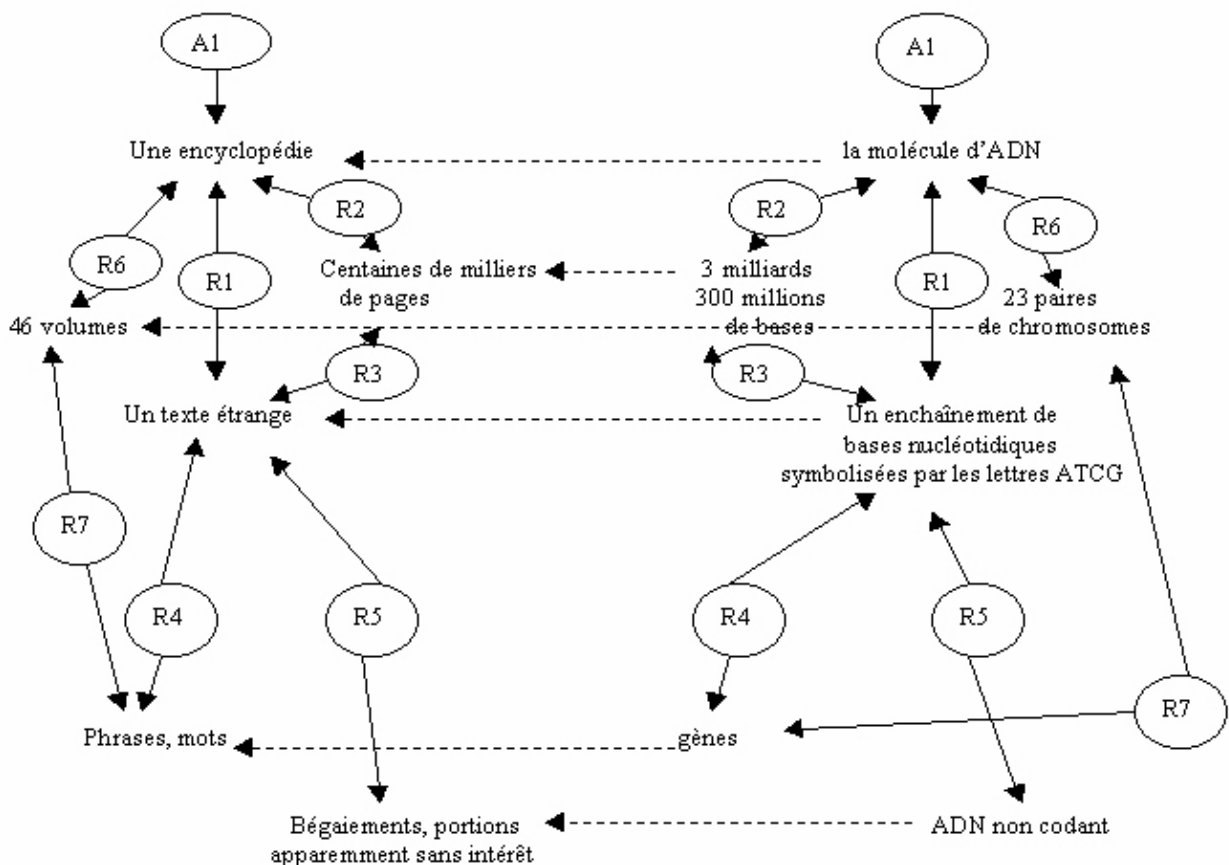 A1
A1
Une encyclopédie
la molécule d'ADN
R2
R2
R6
R6
R1
R1
Centaines de milliers
de pages
3 milliards
300 millions
de bases
23 paires
de chromosomes
46 volumes
R3
R3
Un texte étrange
Un enchaînement de
bases nucléotidiques
symbolisées par les lettres ATCG
R7
R4
R5
R4
R5
R7
Phrases, mots
gènes
Bégaiements, portions
apparemment sans intérêt
ADN non codant